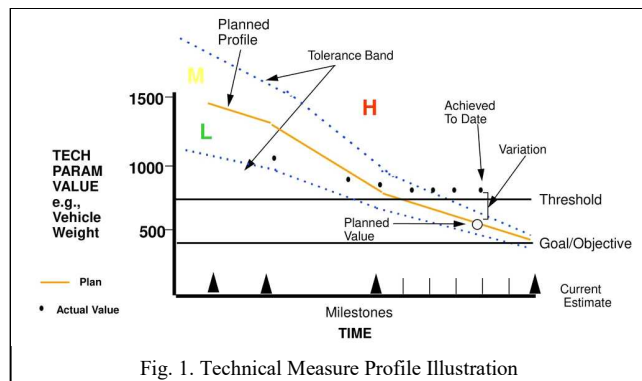 Planned
Profile
Tolerance Band
M
H
L
1500
1000
500
TECH
PARAM
VALUE
e.g.,
Vehicle
Weight
Achieved
To Date
Variation
Threshold
Planned
Value
Goal/Objective
Plan
Actual Value
Milestones
TIME
Current
Estimate
Fig. 1. Technical Measure Profile Illustration